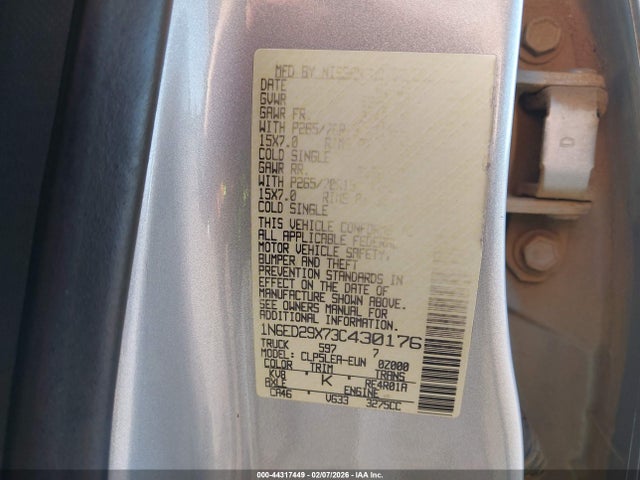 MFD BY NISSAN
DATE
GVWR
GAWR FR.
WITH P265/70R
15X7.0 RIMS
COLD SINGLE
GAWR RR.
WITH P265/70R15
15X7.0 RIMS
COLD SINGLE
THIS VEHICLE CONFORMS
ALL APPLICABLE FEDERAL
MOTOR VEHICLE SAFETY,
BUMPER AND THEFT
PREVENTION STANDARDS IN
EFFECT ON THE DATE OF
MANUFACTURE SHOWN ABOVE.
SEE OWNERS MANUAL FOR
ADDITIONAL INFORMATION.
1N6ED29X73C430176
TRUCK 597 7
MODEL: CLP5LEA-EUN 0Z000
COLOR TRIM TRANS
KV8 K RE4R01A
AXLE ENGINE
CA46 VG33 3275CC
000-44317449 - 02/07/2026 - IAA Inc.